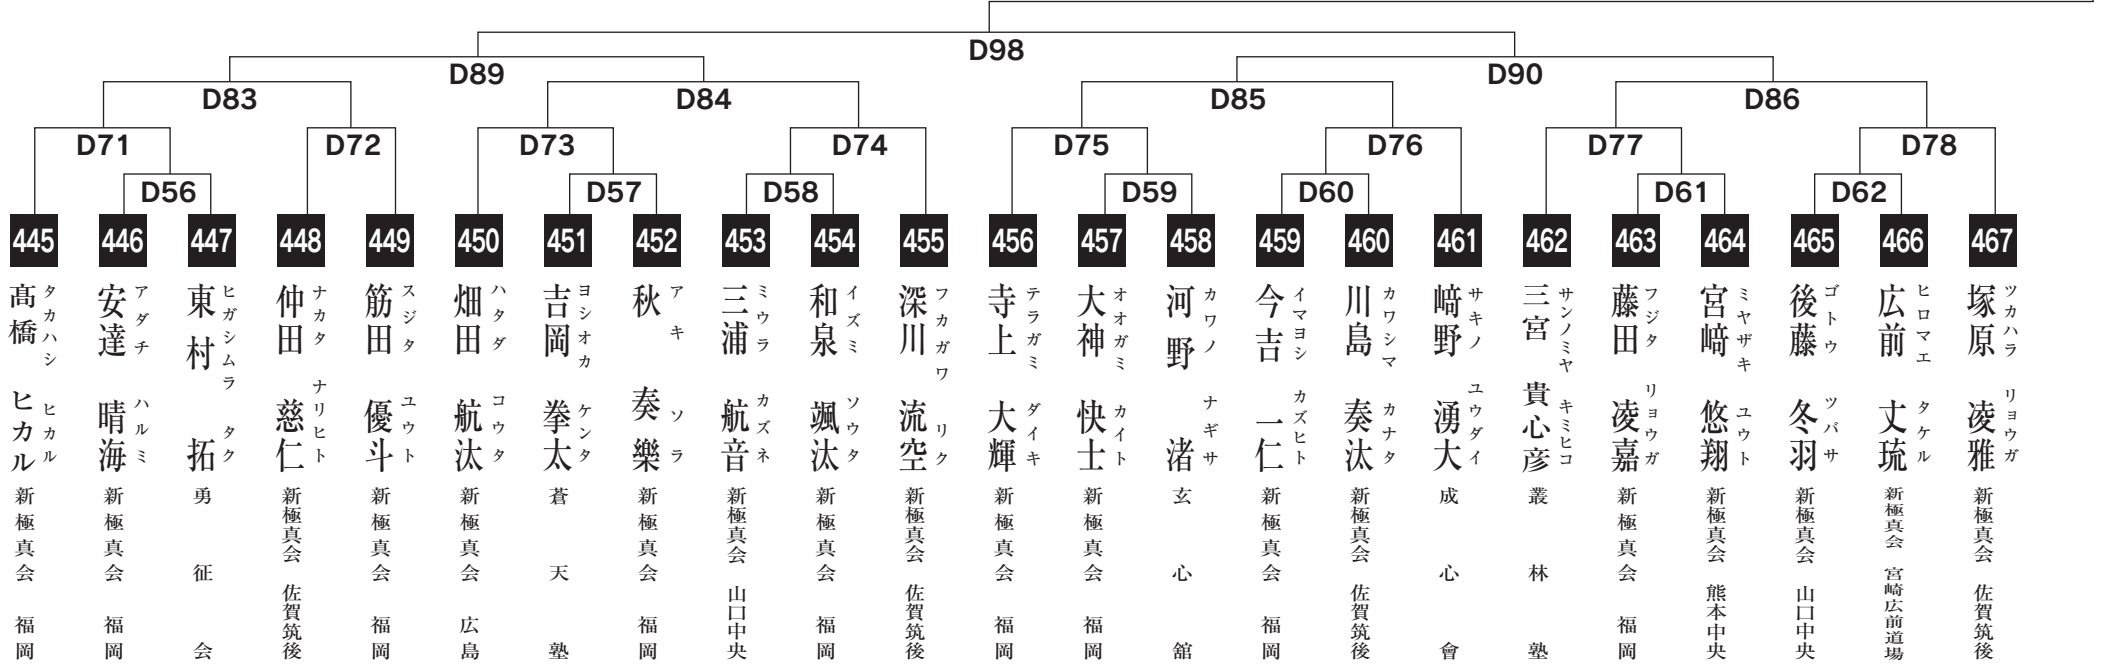 D98
D89
D90
D83
D84
D85
D86
D71
D72
D73
D74
D75
D76
D77
D78
D56
D57
D58
D59
D60
D61
D62
445
髙橋 ヒカル
タカハシ ヒカル
新極真会 福岡
446
安達 晴海
アダチ ハルミ
新極真会 福岡
447
東村 拓
ヒガシムラ タク
勇征会
448
仲田 慈仁
ナカタ ナリヒト
新極真会 佐賀筑後
449
筋田 優斗
スジタ ユウト
新極真会 福岡
450
畑田 航汰
ハタダ コウタ
新極真会 広島
451
吉岡 拳太
ヨシオカ ケンタ
蒼天塾
452
秋 奏樂
アキ ソラ
新極真会 福岡
453
三浦 航音
ミウラ カズネ
新極真会 山口中央
454
和泉 颯汰
イズミ ソウタ
新極真会 福岡
455
深川 流空
フカガワ リク
新極真会 佐賀筑後
456
寺上 大輝
テラガミ ダイキ
新極真会 福岡
457
大神 快士
オオガミ カイト
新極真会 福岡
458
河野 渚
カワノ ナギサ
玄心舘
459
今吉 一仁
イマヨシ カズヒト
新極真会 福岡
460
川島 奏汰
カワシマ カナタ
新極真会 佐賀筑後
461
﨑野 湧大
サキノ ユウダイ
成心會
462
三宮 貴心彦
サンノミヤ キミヒコ
叢林塾
463
藤田 凌嘉
フジタ リョウガ
新極真会 福岡
464
宮﨑 悠翔
ミヤザキ ユウト
新極真会 熊本中央
465
後藤 冬羽
ゴトウ ツバサ
新極真会 山口中央
466
広前 丈琉
ヒロマエ タケル
新極真会 宮崎広前道場
467
塚原 凌雅
ツカハラ リョウガ
新極真会 佐賀筑後